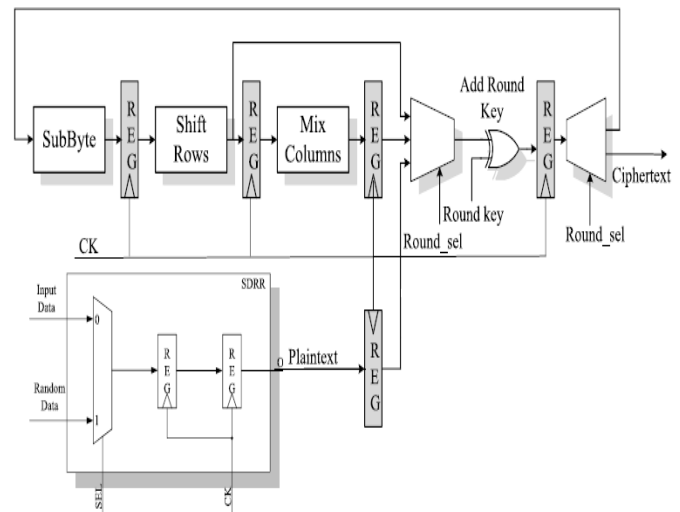 SubByte
R
E
G
Shift
Rows
R
E
G
Mix
Columns
R
E
G
Add Round
Key
R
E
G
Ciphertext
Round key
Round_sel
Round_sel
CK
SDRR
Input
Data
0
Random
Data
1
R
E
G
R
E
G
O
Plaintext
R
E
G
SEL
CK